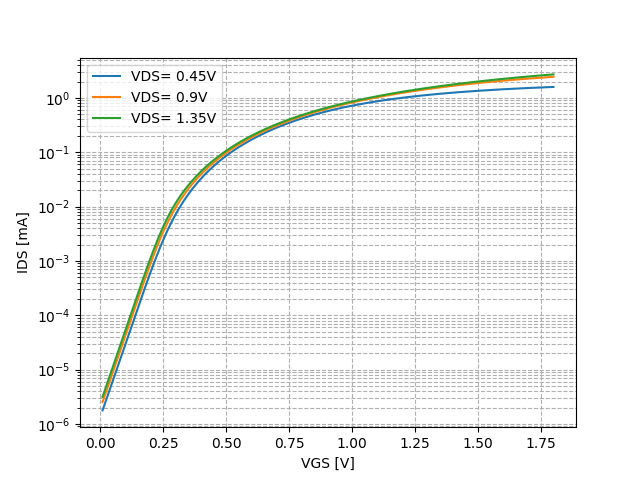 VDS= 0.45V
VDS= 0.9V
VDS= 1.35V
10⁰
10⁻¹
10⁻²
10⁻³
10⁻⁴
10⁻⁵
10⁻⁶
IDS [mA]
0.00 0.25 0.50 0.75 1.00 1.25 1.50 1.75
VGS [V]